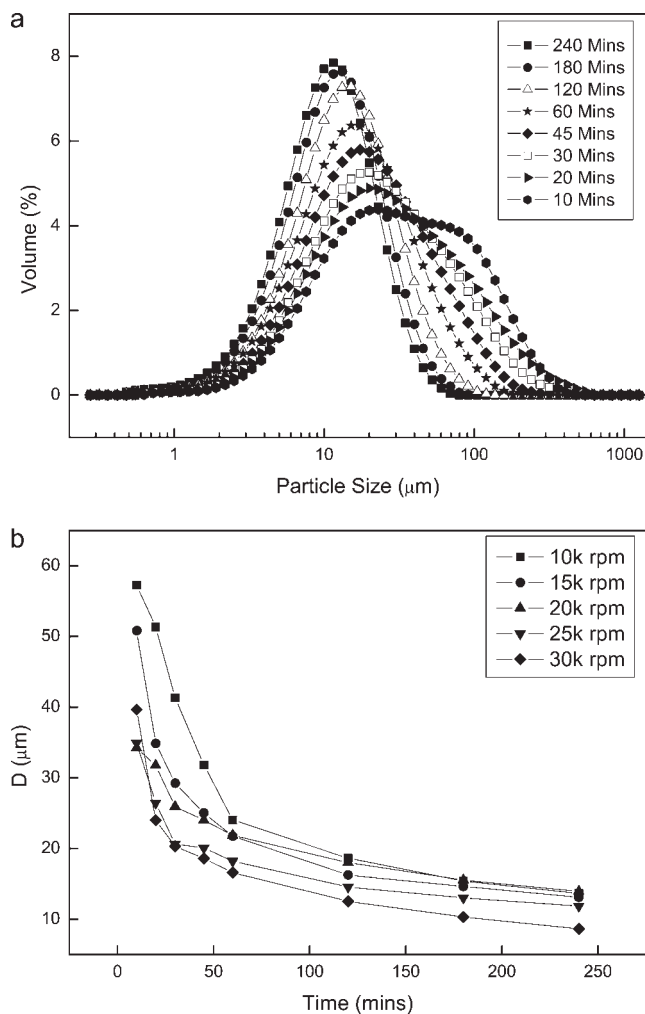 a
8
6
4
2
0
Volume (%)
240 Mins
180 Mins
120 Mins
60 Mins
45 Mins
30 Mins
20 Mins
10 Mins
1
10
100
1000
Particle Size (μm)
b
60
50
40
30
20
10
D (μm)
10k rpm
15k rpm
20k rpm
25k rpm
30k rpm
0
50
100
150
200
250
Time (mins)